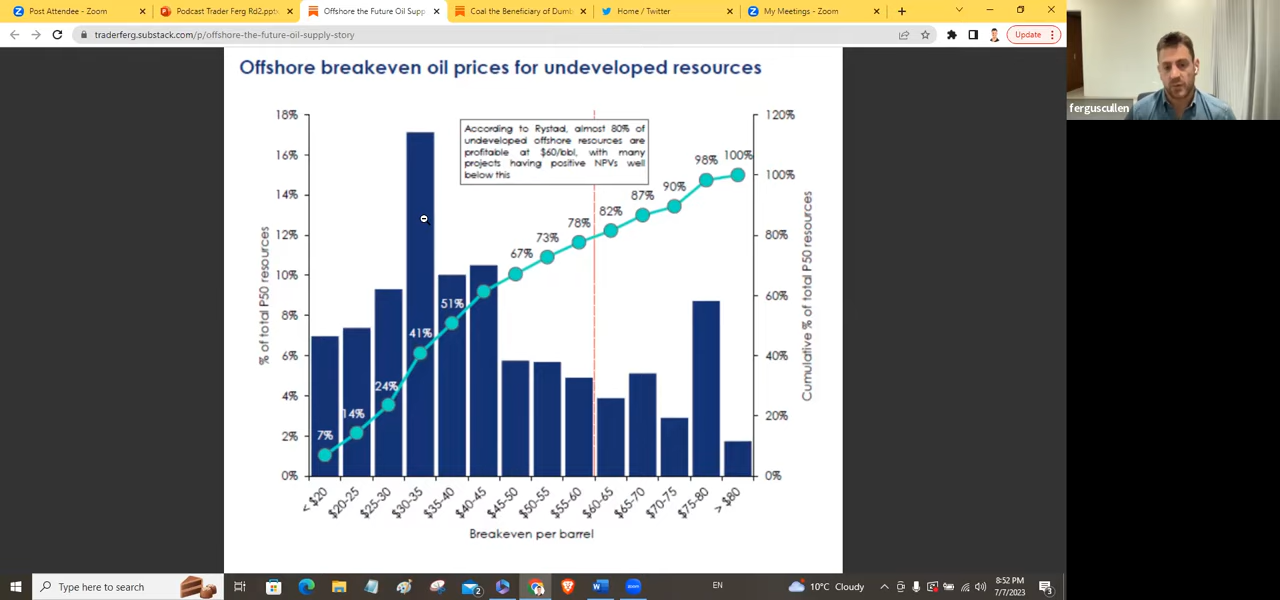 Post Attendee - Zoom
Podcast Trader Ferg Rd2.ppt
Offshore the Future Oil Supp
Coal the Beneficiary of Dumb
Home / Twitter
My Meetings - Zoom
traderferg.substack.com/p/offshore-the-future-oil-supply-story
Update
ferguscullen
Offshore breakeven oil prices for undeveloped resources
According to Rystad, almost 80% of
undeveloped offshore resources are
profitable at $60/bbl, with many
projects having positive NPVs well
below this
18%
16%
14%
12%
10%
8%
6%
4%
2%
0%
% of total P50 resources
7%
14%
24%
41%
51%
67%
73%
78%
82%
87%
90%
98%
100%
120%
100%
80%
60%
40%
20%
0%
Cumulative % of total P50 resources
< $20
$20-25
$25-30
$30-35
$35-40
$40-45
$45-50
$50-55
$55-60
$60-65
$65-70
$70-75
$75-80
> $80
Breakeven per barrel
Type here to search
EN
10°C Cloudy
8:52 PM
7/7/2023